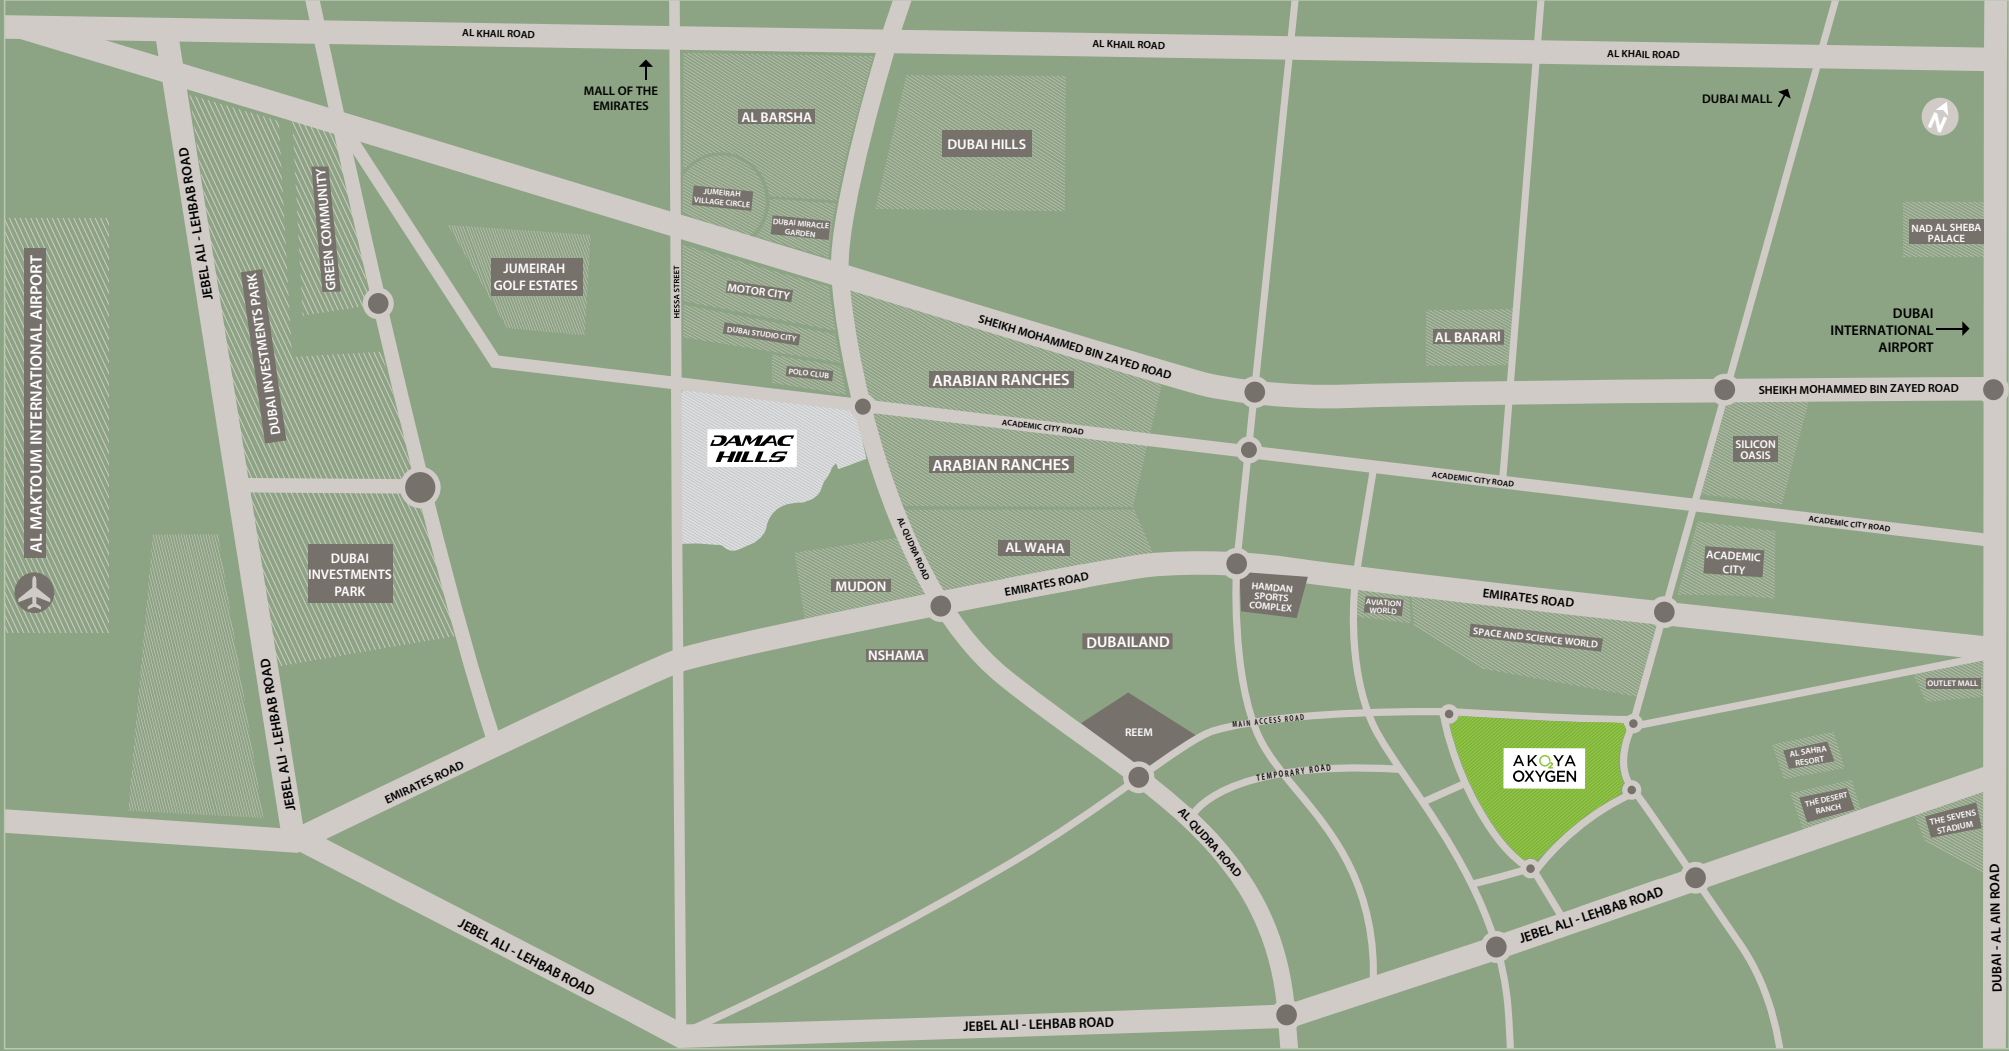 AL KHAIL ROAD
AL KHAIL ROAD
AL KHAIL ROAD
MALL OF THE
EMIRATES
DUBAI MALL
N
AL BARSHA
DUBAI HILLS
JUMEIRAH
VILLAGE CIRCLE
DUBAI MIRACLE
GARDEN
JEBEL ALI - LEHBAB ROAD
GREEN COMMUNITY
DUBAI INVESTMENTS PARK
AL MAKTOUM INTERNATIONAL AIRPORT
JUMEIRAH
GOLF ESTATES
HESSA STREET
MOTOR CITY
DUBAI STUDIO CITY
POLO CLUB
SHEIKH MOHAMMED BIN ZAYED ROAD
NAD AL SHEBA
PALACE
DUBAI
INTERNATIONAL
AIRPORT
AL BARARI
SHEIKH MOHAMMED BIN ZAYED ROAD
ARABIAN RANCHES
ACADEMIC CITY ROAD
DAMAC
HILLS
ARABIAN RANCHES
SILICON
OASIS
ACADEMIC CITY ROAD
ACADEMIC CITY ROAD
AL QUDRA ROAD
AL WAHA
ACADEMIC
CITY
DUBAI
INVESTMENTS
PARK
MUDON
EMIRATES ROAD
HAMDAN
SPORTS
COMPLEX
AVIATION
WORLD
EMIRATES ROAD
SPACE AND SCIENCE WORLD
NSHAMA
DUBAILAND
OUTLET MALL
JEBEL ALI - LEHBAB ROAD
REEM
MAIN ACCESS ROAD
TEMPORARY ROAD
AKO2YA
OXYGEN
AL SAHRA
RESORT
THE DESERT
RANCH
THE SEVENS
STADIUM
EMIRATES ROAD
AL QUDRA ROAD
JEBEL ALI - LEHBAB ROAD
JEBEL ALI - LEHBAB ROAD
JEBEL ALI - LEHBAB ROAD
DUBAI - AL AIN ROAD